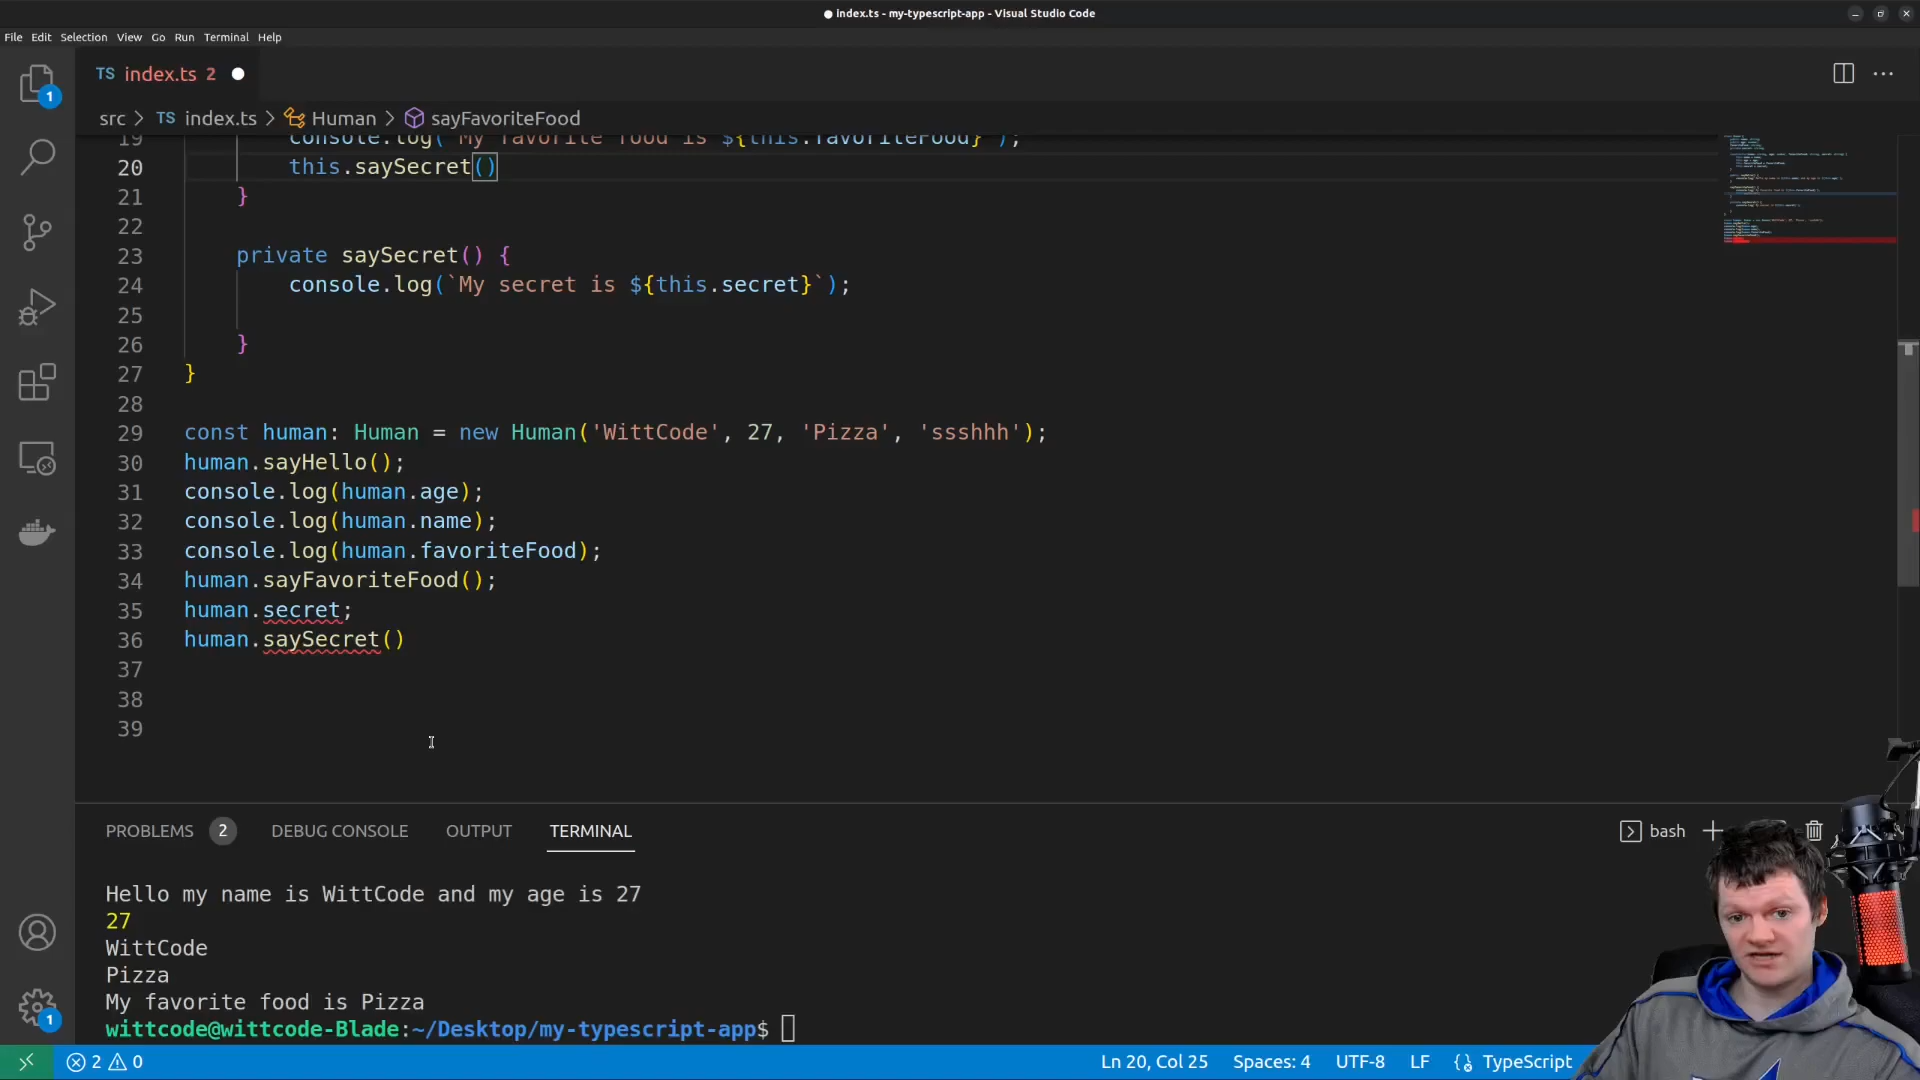 index.ts - my-typescript-app - Visual Studio Code
File Edit Selection View Go Run Terminal Help
TS index.ts 2
src > TS index.ts > Human > sayFavoriteFood
19 console.log(`My favorite food is ${this.favoriteFood}`);
20 this.saySecret()
21 }
22
23 private saySecret() {
24 console.log(`My secret is ${this.secret}`);
25
26 }
27 }
28
29 const human: Human = new Human('WittCode', 27, 'Pizza', 'ssshhh');
30 human.sayHello();
31 console.log(human.age);
32 console.log(human.name);
33 console.log(human.favoriteFood);
34 human.sayFavoriteFood();
35 human.secret;
36 human.saySecret()
37
38
39
1
PROBLEMS 2 DEBUG CONSOLE OUTPUT TERMINAL
bash
Hello my name is WittCode and my age is 27
27
WittCode
Pizza
My favorite food is Pizza
wittcode@wittcode-Blade:~/Desktop/my-typescript-app$
1
2 0 Ln 20, Col 25 Spaces: 4 UTF-8 LF {} TypeScript